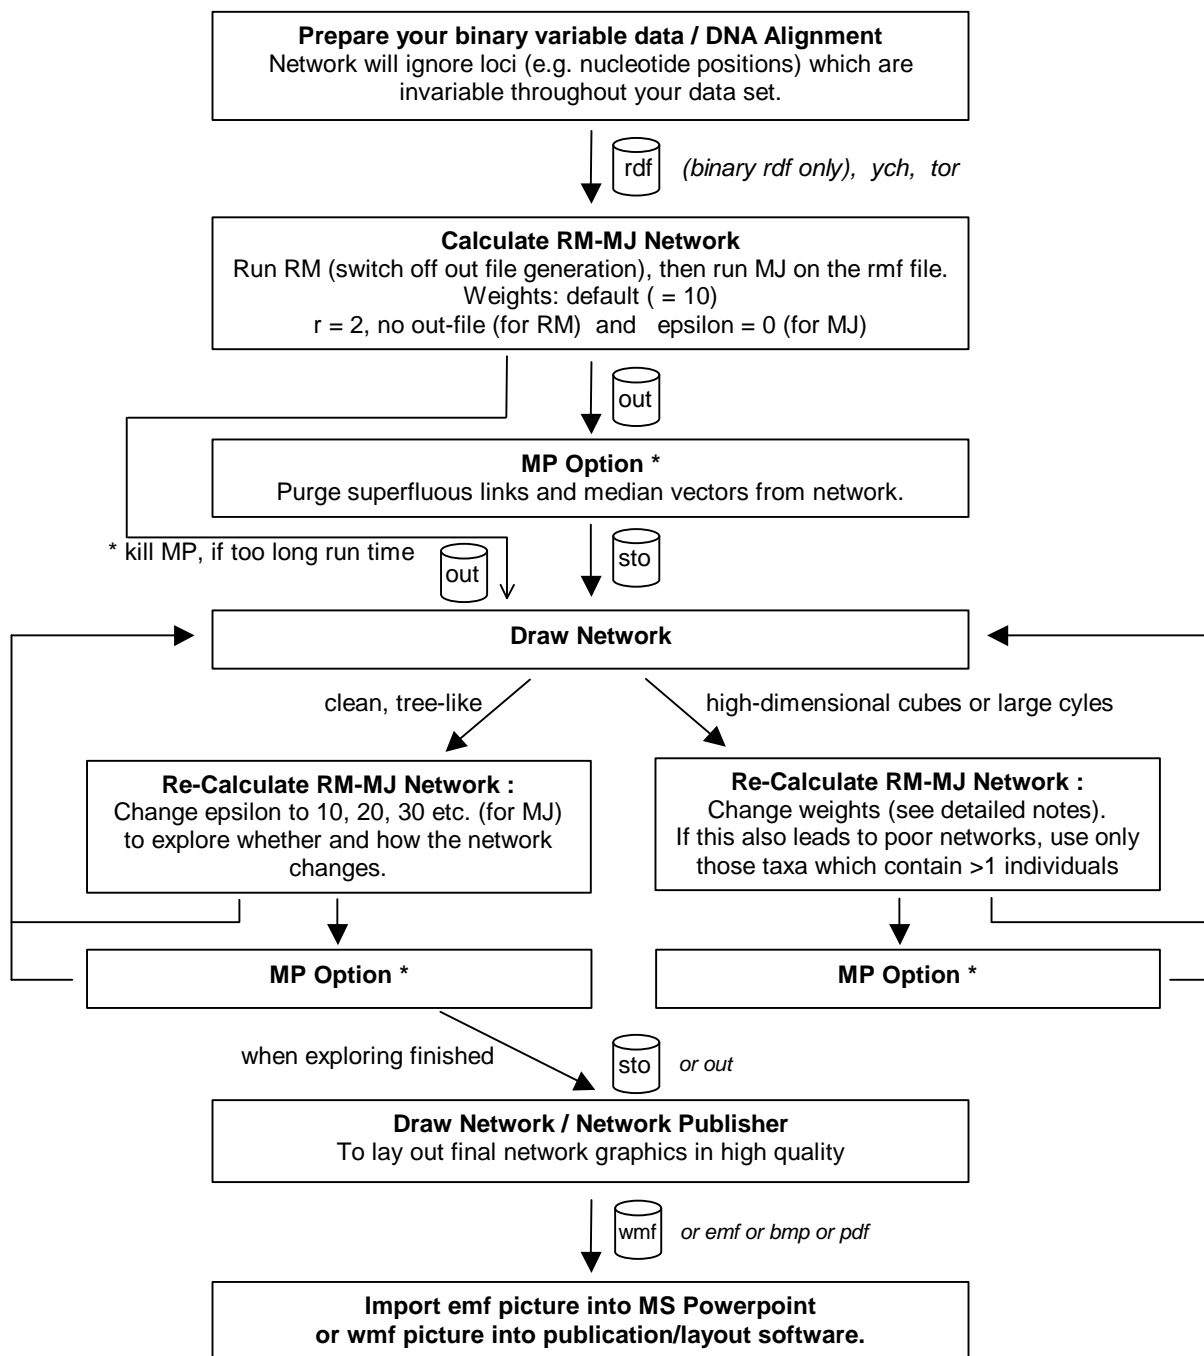 Prepare your binary variable data / DNA Alignment
Network will ignore loci (e.g. nucleotide positions) which are
invariable throughout your data set.
rdf (binary rdf only), ych, tor
Calculate RM-MJ Network
Run RM (switch off out file generation), then run MJ on the rmf file.
Weights: default ( = 10)
r = 2, no out-file (for RM) and epsilon = 0 (for MJ)
out
MP Option *
Purge superfluous links and median vectors from network.
* kill MP, if too long run time
out
sto
Draw Network
clean, tree-like
high-dimensional cubes or large cyles
Re-Calculate RM-MJ Network :
Change epsilon to 10, 20, 30 etc. (for MJ)
to explore whether and how the network
changes.
Re-Calculate RM-MJ Network :
Change weights (see detailed notes).
If this also leads to poor networks, use only
those taxa which contain >1 individuals
MP Option *
MP Option *
when exploring finished
sto or out
Draw Network / Network Publisher
To lay out final network graphics in high quality
wmf or emf or bmp or pdf
Import emf picture into MS Powerpoint
or wmf picture into publication/layout software.